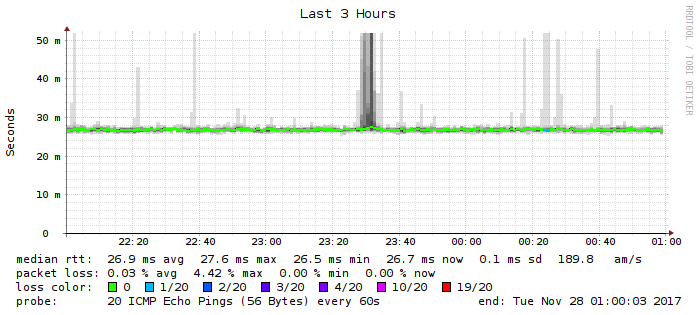 Last 3 Hours
RRDTOOL / TOBI OETIKER
Seconds
50 m
40 m
30 m
20 m
10 m
0
22:20 22:40 23:00 23:20 23:40 00:00 00:20 00:40 01:00
median rtt: 26.9 ms avg 27.6 ms max 26.5 ms min 26.7 ms now 0.1 ms sd 189.8 am/s
packet loss: 0.03 % avg 4.42 % max 0.00 % min 0.00 % now
loss color: 0 1/20 2/20 3/20 4/20 10/20 19/20
probe: 20 ICMP Echo Pings (56 Bytes) every 60s end: Tue Nov 28 01:00:03 2017